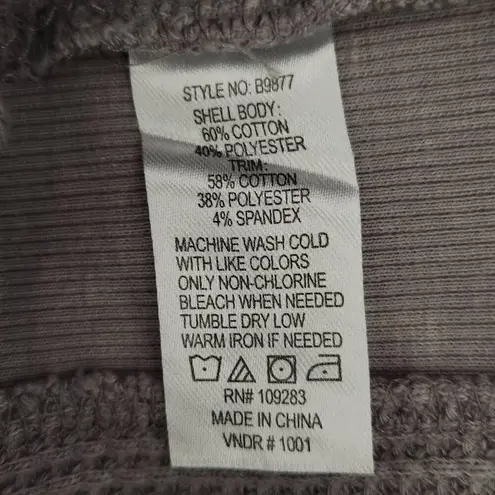 STYLE NO: B9877
SHELL BODY:
60% COTTON
40% POLYESTER
TRIM:
58% COTTON
38% POLYESTER
4% SPANDEX
MACHINE WASH COLD
WITH LIKE COLORS
ONLY NON-CHLORINE
BLEACH WHEN NEEDED
TUMBLE DRY LOW
WARM IRON IF NEEDED
RN# 109283
MADE IN CHINA
VNDR # 1001